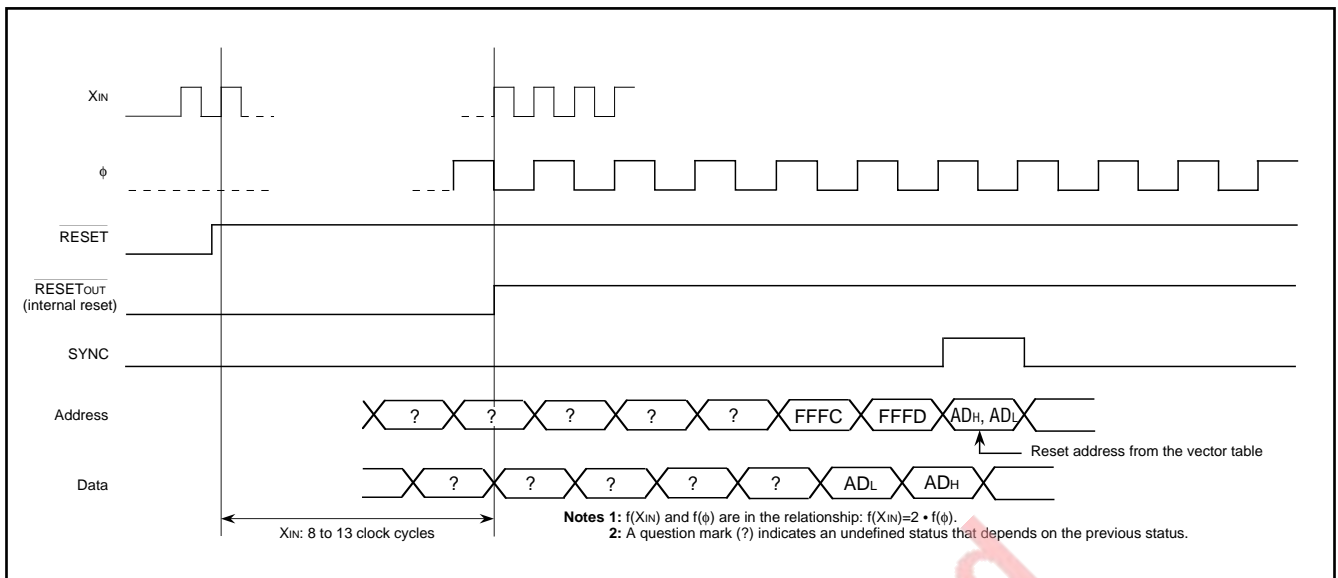 XIN
ϕ
RESET
RESETOUT
(internal reset)
SYNC
Address
? ? ? ? ? FFFC FFFD ADH, ADL
Reset address from the vector table
Data
? ? ? ? ? ADL ADH
XIN: 8 to 13 clock cycles
Notes 1: f(XIN) and f(ϕ) are in the relationship: f(XIN)=2 • f(ϕ).
2: A question mark (?) indicates an undefined status that depends on the previous status.